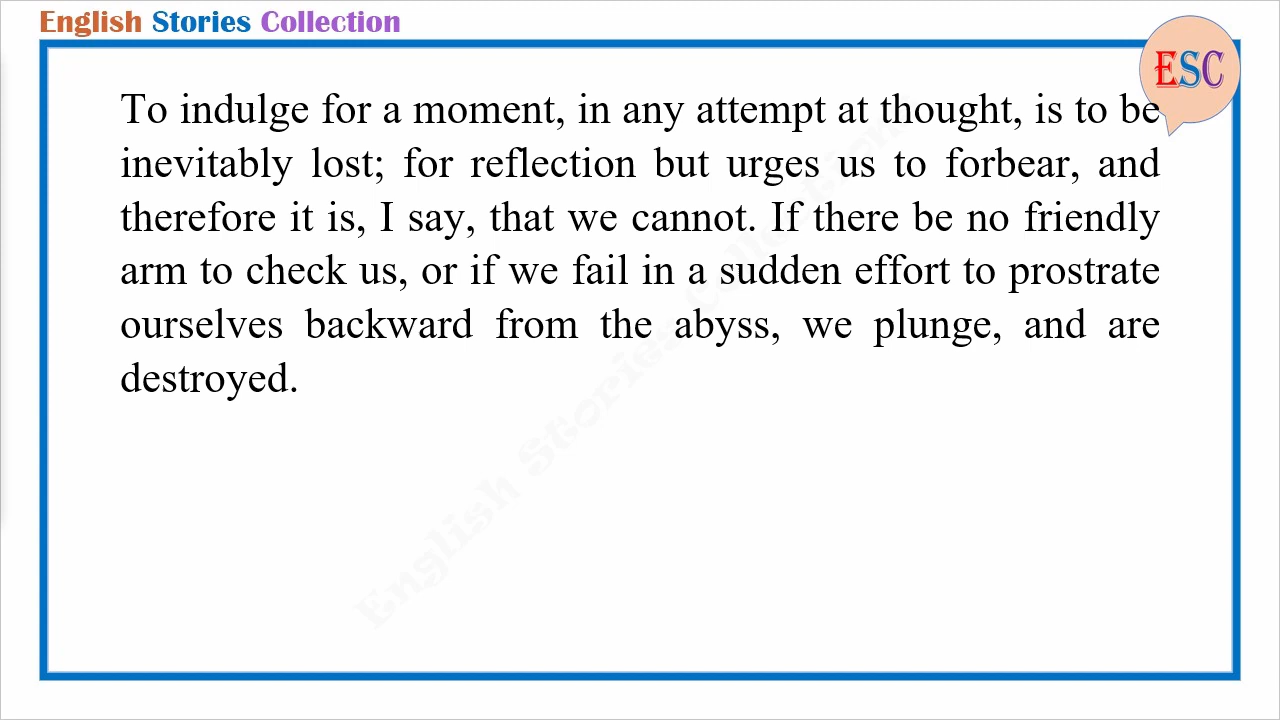 English Stories Collection
ESC
To indulge for a moment, in any attempt at thought, is to be
inevitably lost; for reflection but urges us to forbear, and
therefore it is, I say, that we cannot. If there be no friendly
arm to check us, or if we fail in a sudden effort to prostrate
ourselves backward from the abyss, we plunge, and are
destroyed.
English Stories Collection